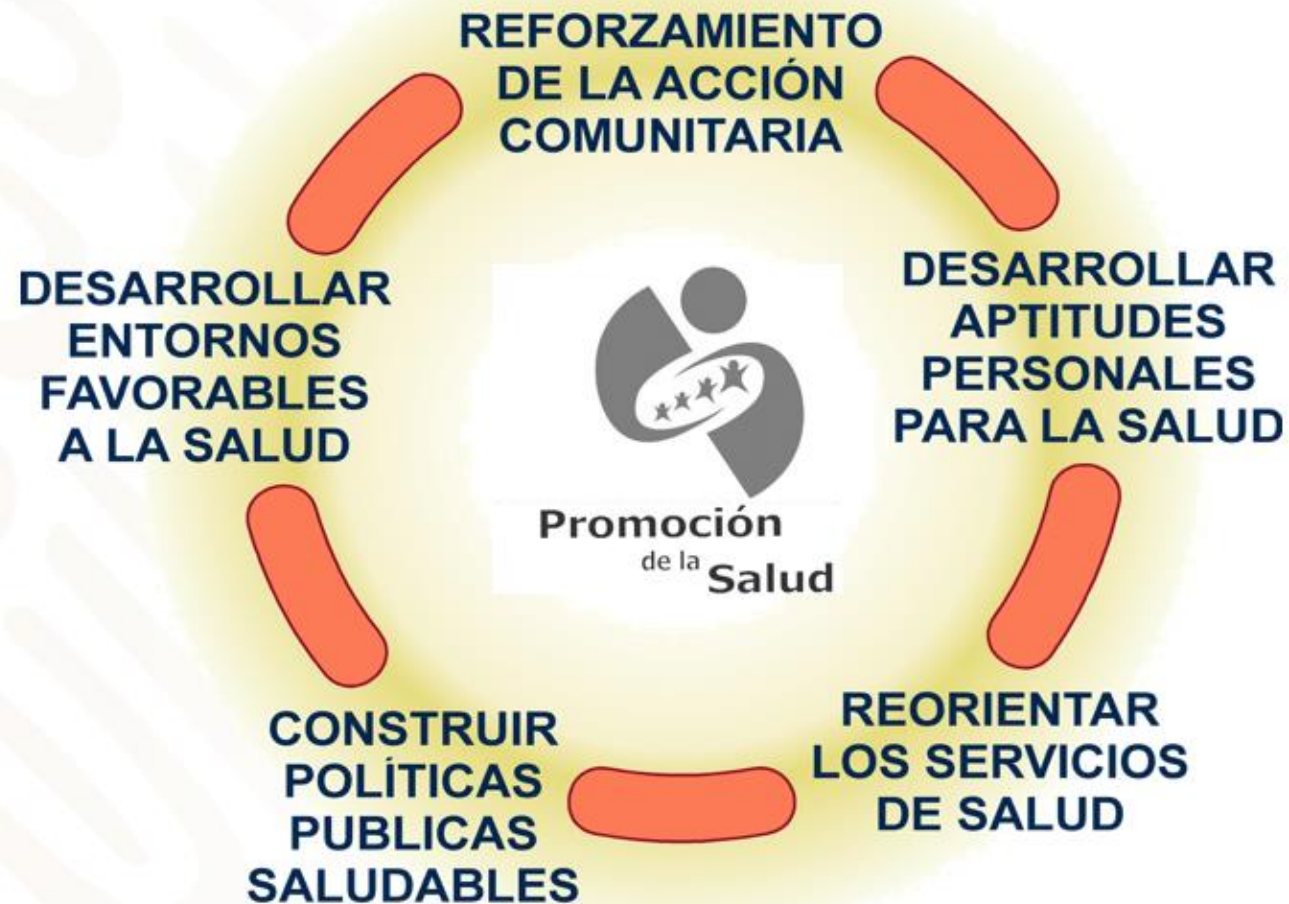 REFORZAMIENTO
DE LA ACCIÓN
COMUNITARIA
DESARROLLAR
APTITUDES
PERSONALES
PARA LA SALUD
REORIENTAR
LOS SERVICIOS
DE SALUD
CONSTRUIR
POLÍTICAS
PUBLICAS
SALUDABLES
DESARROLLAR
ENTORNOS
FAVORABLES
A LA SALUD
Promoción
de la
Salud